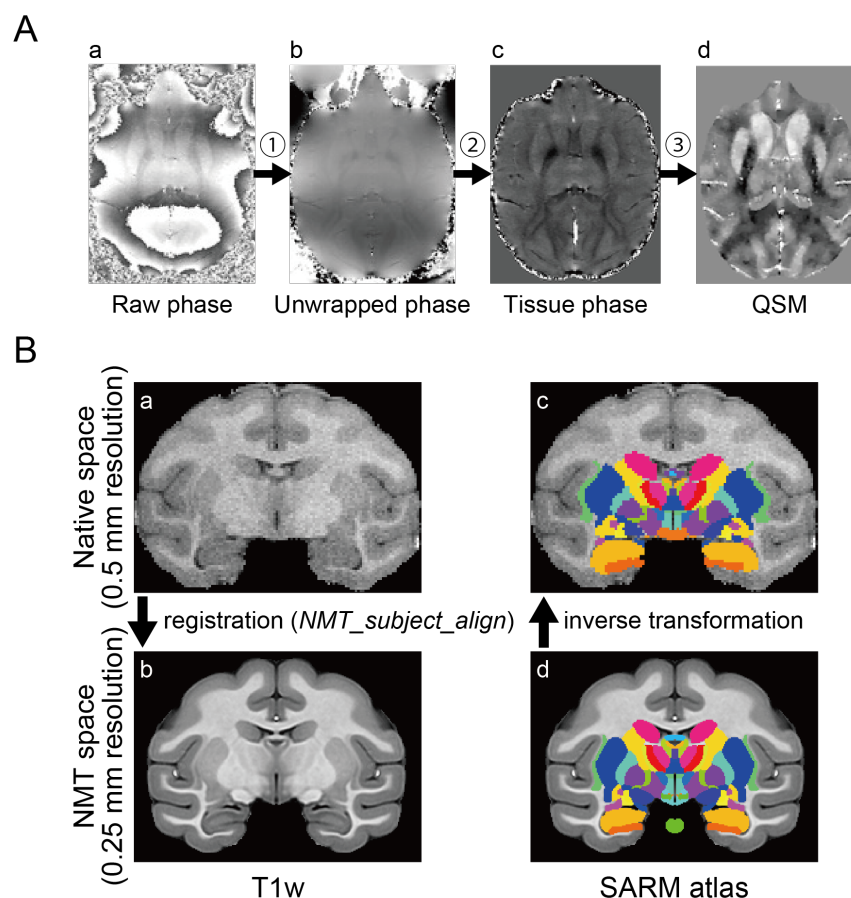 A
a
b
c
d
①
②
③
Raw phase
Unwrapped phase
Tissue phase
QSM
B
Native space
(0.5 mm resolution)
a
c
registration (NMT_subject_align)
inverse transformation
NMT space
(0.25 mm resolution)
b
d
T1w
SARM atlas